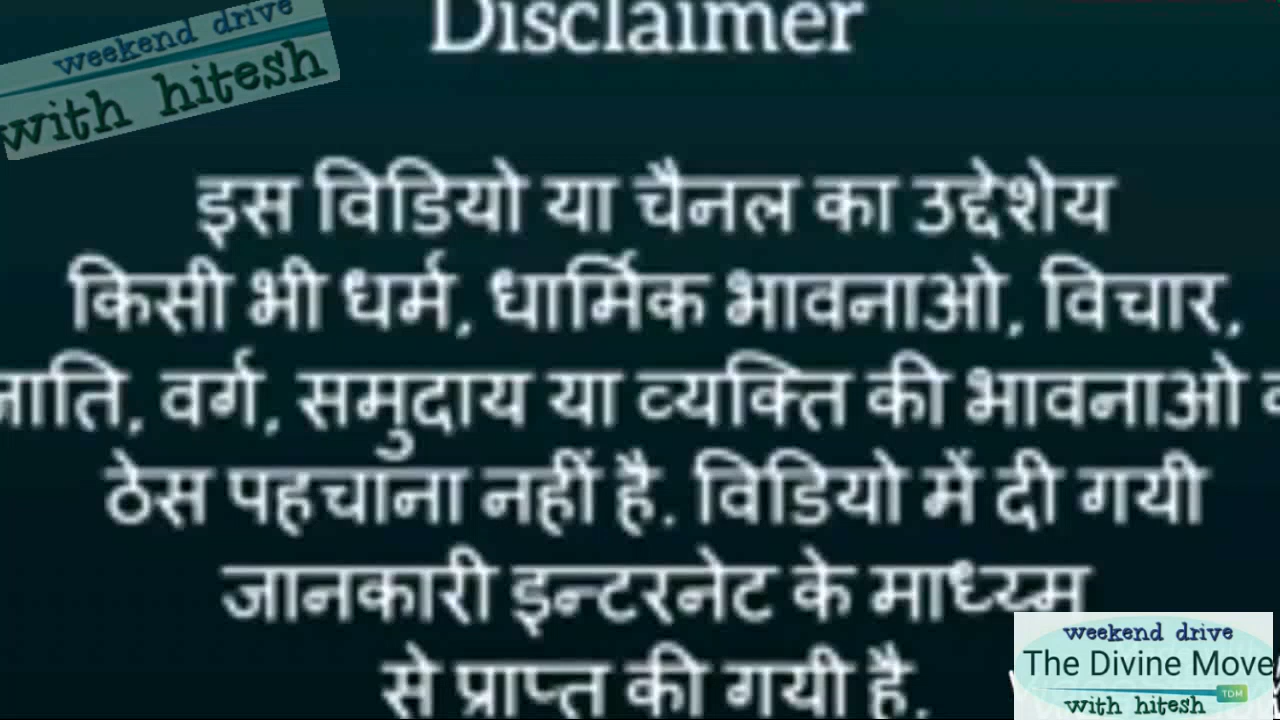 Disclaimer
weekend drive
with hitesh
इस विडियो या चैनल का उद्देशेय
किसी भी धर्म, धार्मिक भावनाओ, विचार,
वर्ग, समुदाय या व्यक्ति की भावनाओ
ठेस पहचाना नहीं है. विडियो में दी गयी
जानकारी इन्टरनेट के माध्य्म
से प्राप्त की गयी है.
weekend drive
The Divine Move
TDM
with hitesh